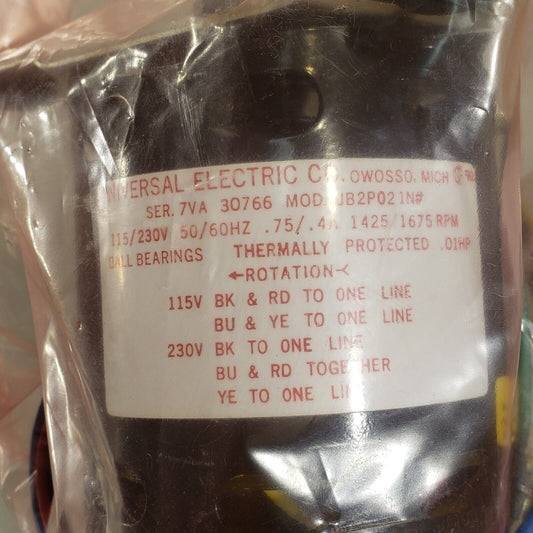 UNIVERSAL ELECTRIC CO. OWOSSO, MICH
SER. 7VA 30766 MOD. JB2P021N#
115/230V 50/60HZ .75/.4A 1425/1675 RPM
BALL BEARINGS THERMALLY PROTECTED .01HP
←ROTATION≺
115V BK & RD TO ONE LINE
BU & YE TO ONE LINE
230V BK TO ONE LINE
BU & RD TOGETHER
YE TO ONE LINE